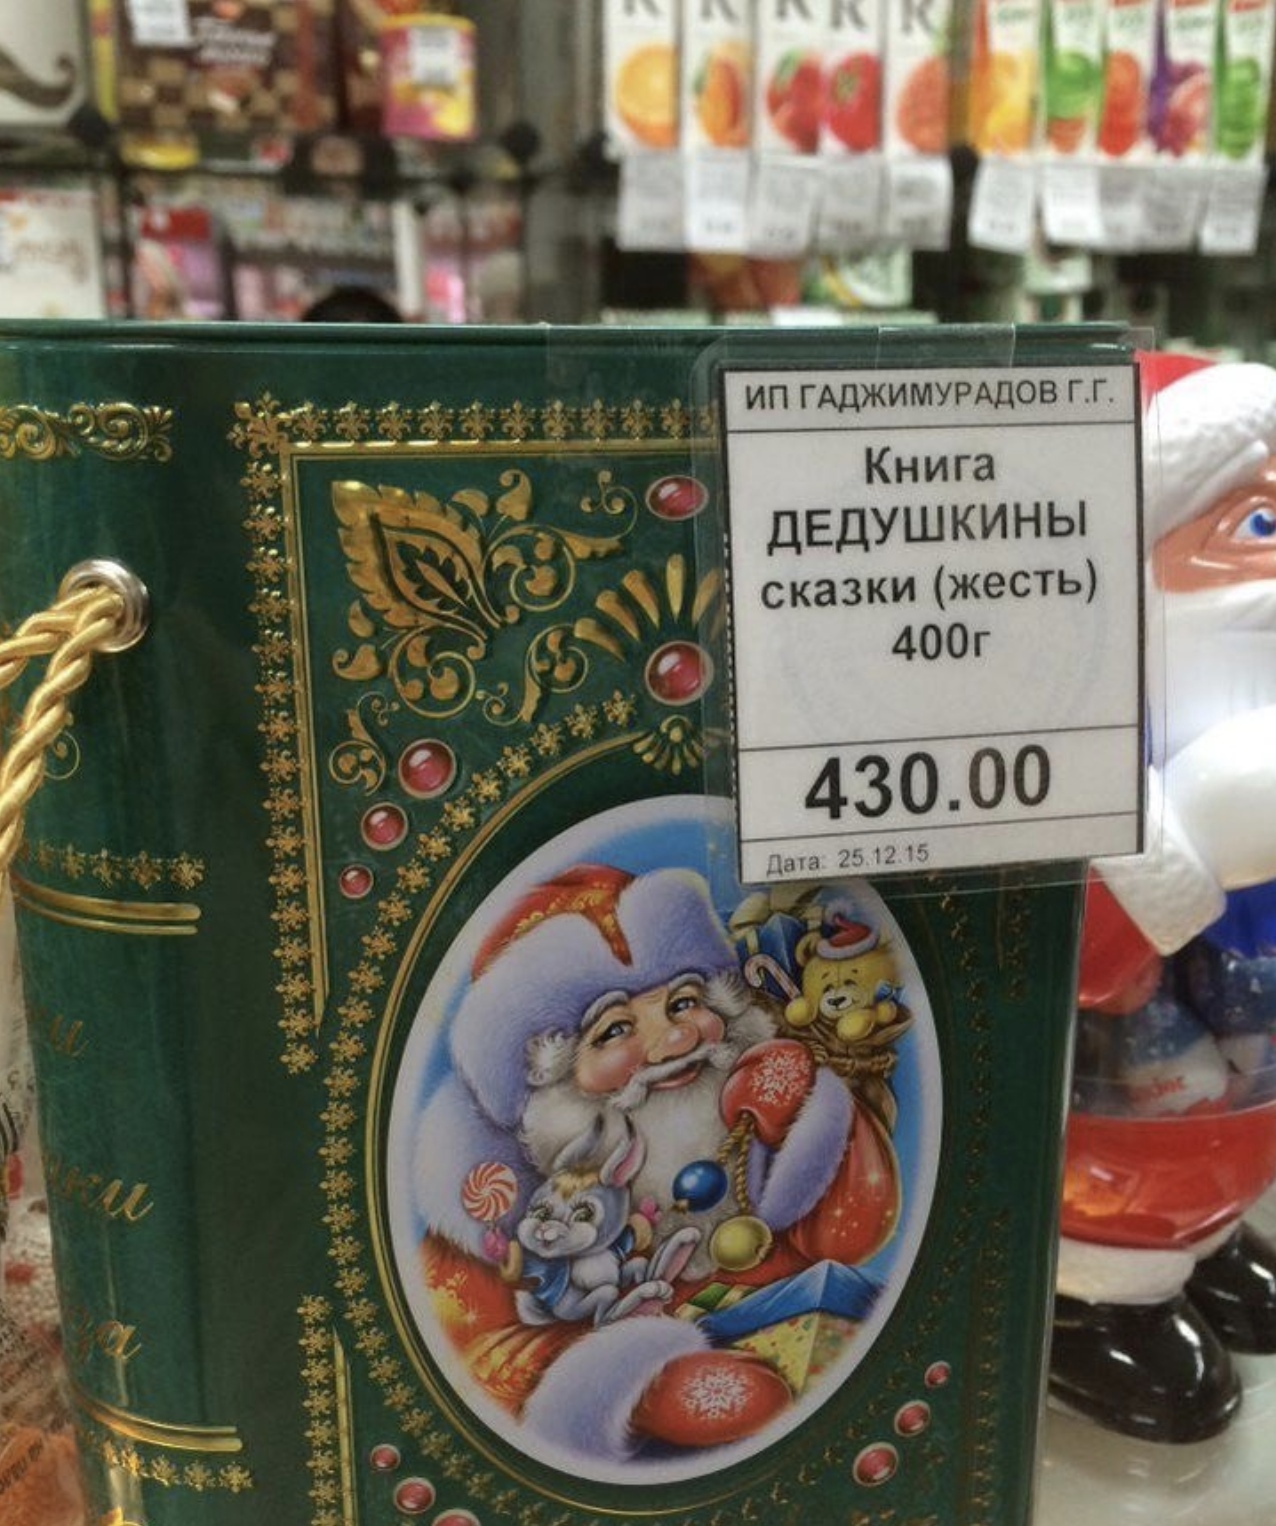 ИП ГАДЖИМУРАДОВ Г.Г.
Книга
ДЕДУШКИНЫ
сказки (жесть)
400г
430.00
Дата: 25.12.15